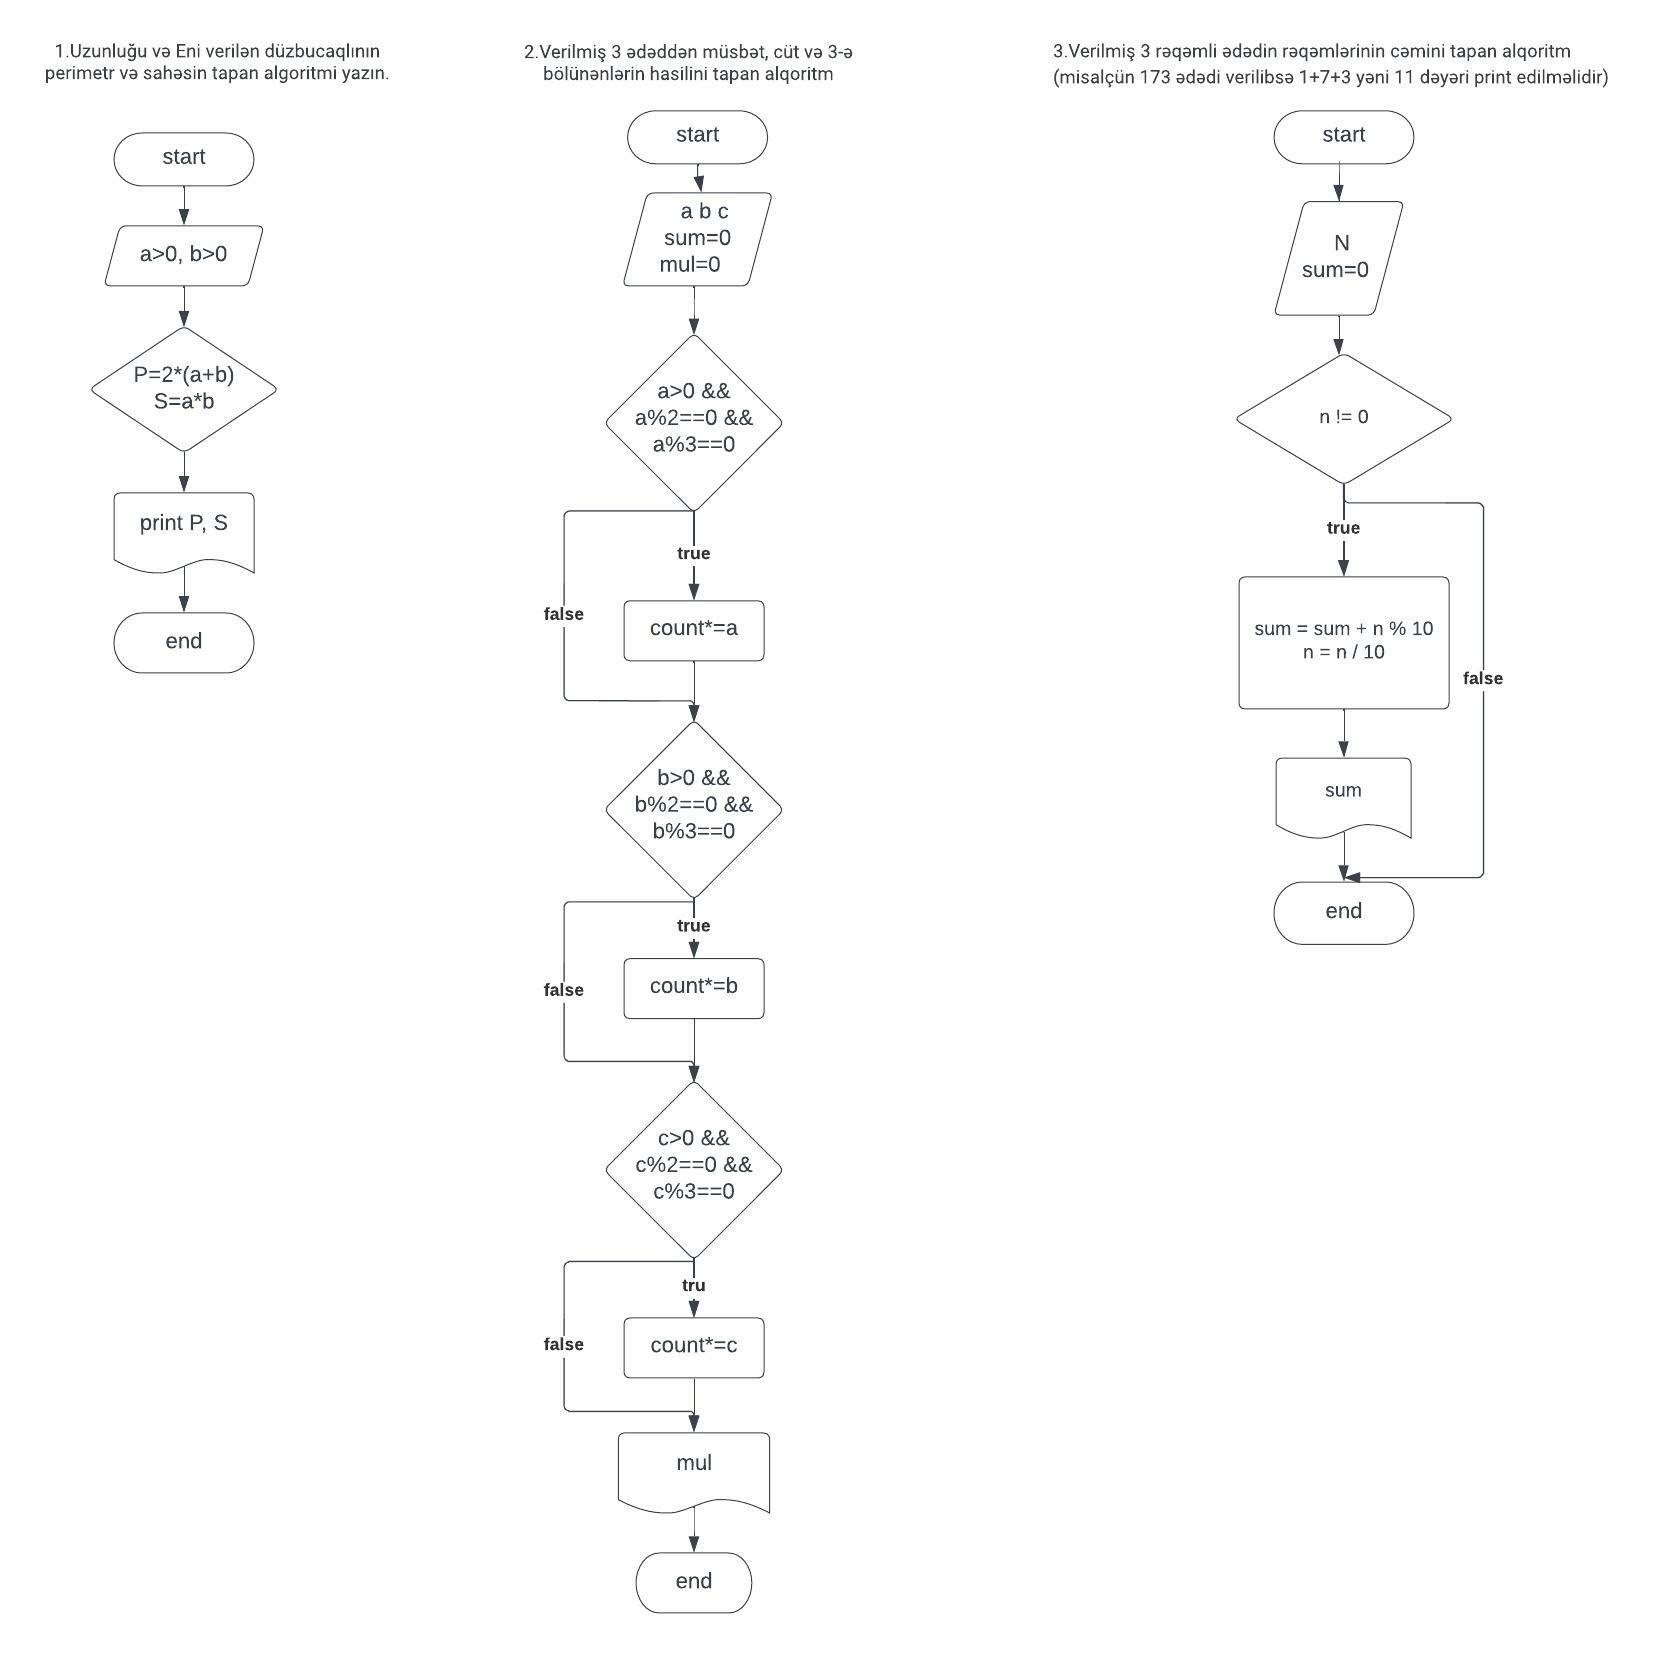 1.Uzunluğu və Eni verilən düzbucaqlının
perimetr və sahəsin tapan algoritmi yazın.
start
a>0, b>0
P=2*(a+b)
S=a*b
print P, S
end
2.Verilmiş 3 ədəddən müsbət, cüt və 3-ə
bölünənlərin hasilini tapan alqoritm
start
a b c
sum=0
mul=0
a>0 &&
a%2==0 &&
a%3==0
true
false
count*=a
b>0 &&
b%2==0 &&
b%3==0
true
false
count*=b
c>0 &&
c%2==0 &&
c%3==0
tru
false
count*=c
mul
end
3.Verilmiş 3 rəqəmli ədədin rəqəmlərinin cəmini tapan alqoritm
(misalçün 173 ədədi verilibsə 1+7+3 yəni 11 dəyəri print edilməlidir)
start
N
sum=0
n != 0
true
sum = sum + n % 10
n = n / 10
false
sum
end